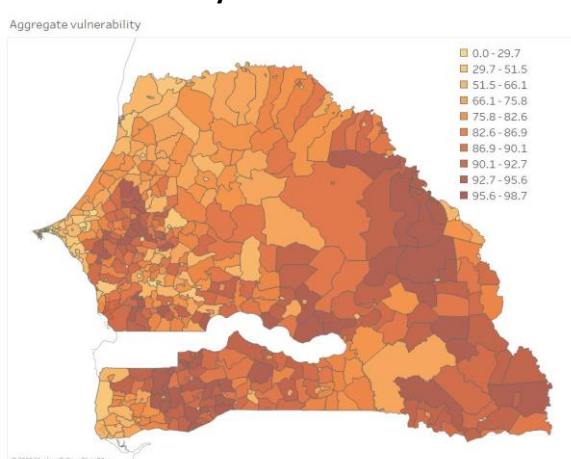 Aggregate vulnerability
0.0 - 29.7
29.7 - 51.5
51.5 - 66.1
66.1 - 75.8
75.8 - 82.6
82.6 - 86.9
86.9 - 90.1
90.1 - 92.7
92.7 - 95.6
95.6 - 98.7